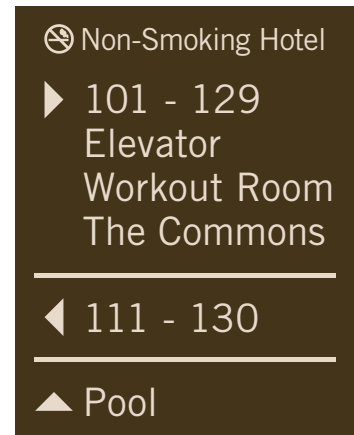 Non-Smoking Hotel
101 - 129
Elevator
Workout Room
The Commons
111 - 130
Pool